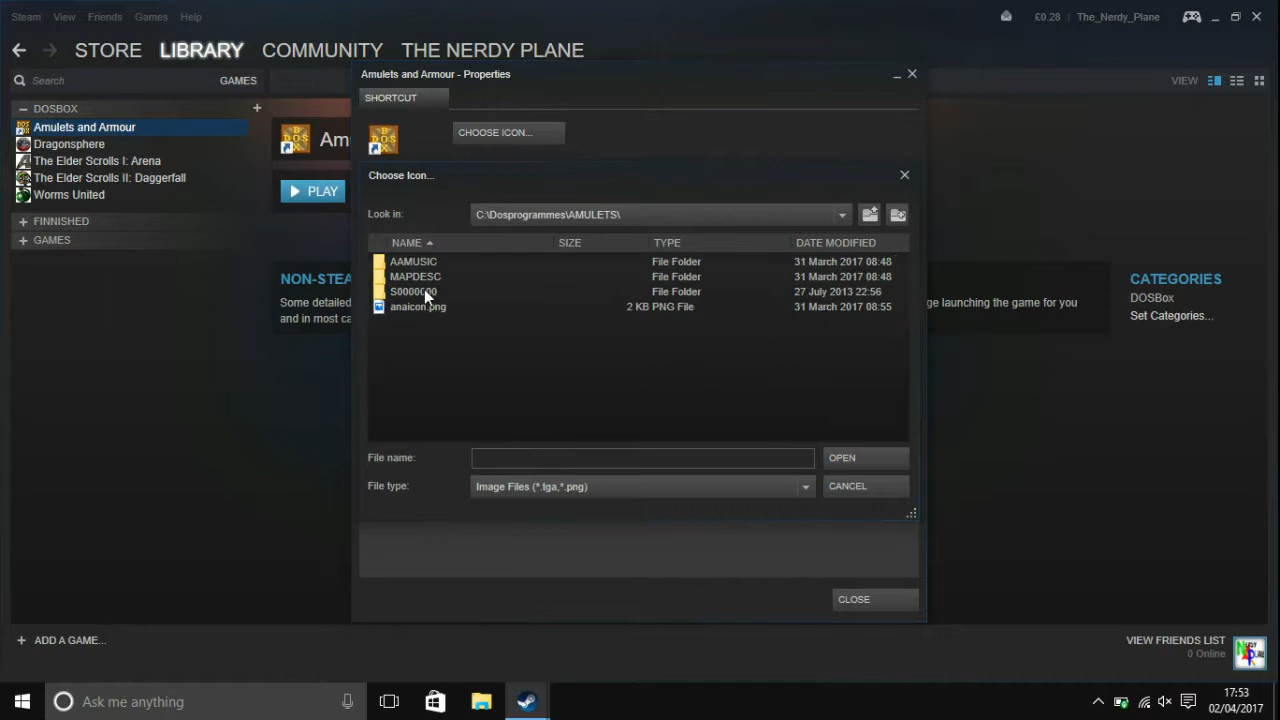 Steam View Friends Games Help £0.28 The_Nerdy_Plane
STORE LIBRARY COMMUNITY THE NERDY PLANE
Search GAMES VIEW
DOSBOX
Amulets and Armour
Dragonsphere
The Elder Scrolls I: Arena
The Elder Scrolls II: Daggerfall
Worms United
FINNISHED
GAMES
Amu
PLAY
NON-STEA
Some detailed
and in most ca
Amulets and Armour - Properties
SHORTCUT
CHOOSE ICON...
Choose Icon...
Look in: C:\Dosprogrammes\AMULETS\
NAME SIZE TYPE DATE MODIFIED
AAMUSIC File Folder 31 March 2017 08:48
MAPDESC File Folder 31 March 2017 08:48
S0000000 File Folder 27 July 2013 22:56
anaicon.png 2 KB PNG File 31 March 2017 08:55
File name: OPEN
File type: Image Files (*.tga,*.png) CANCEL
CLOSE
ge launching the game for you
CATEGORIES
DOSBox
Set Categories...
ADD A GAME...
VIEW FRIENDS LIST
0 Online
Ask me anything
17:53
02/04/2017